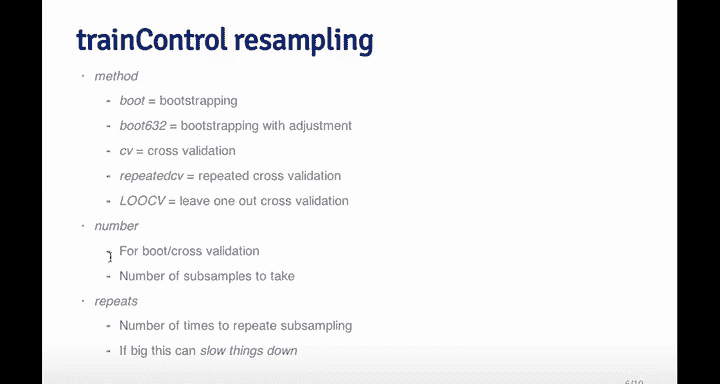 trainControl resampling
· method
- boot = bootstrapping
- boot632 = bootstrapping with adjustment
- cv = cross validation
- repeatedcv = repeated cross validation
- LOOCV = leave one out cross validation
· number
For boot/cross validation
- Number of subsamples to take
· repeats
- Number of times to repeat subsampling
- If big this can slow things down